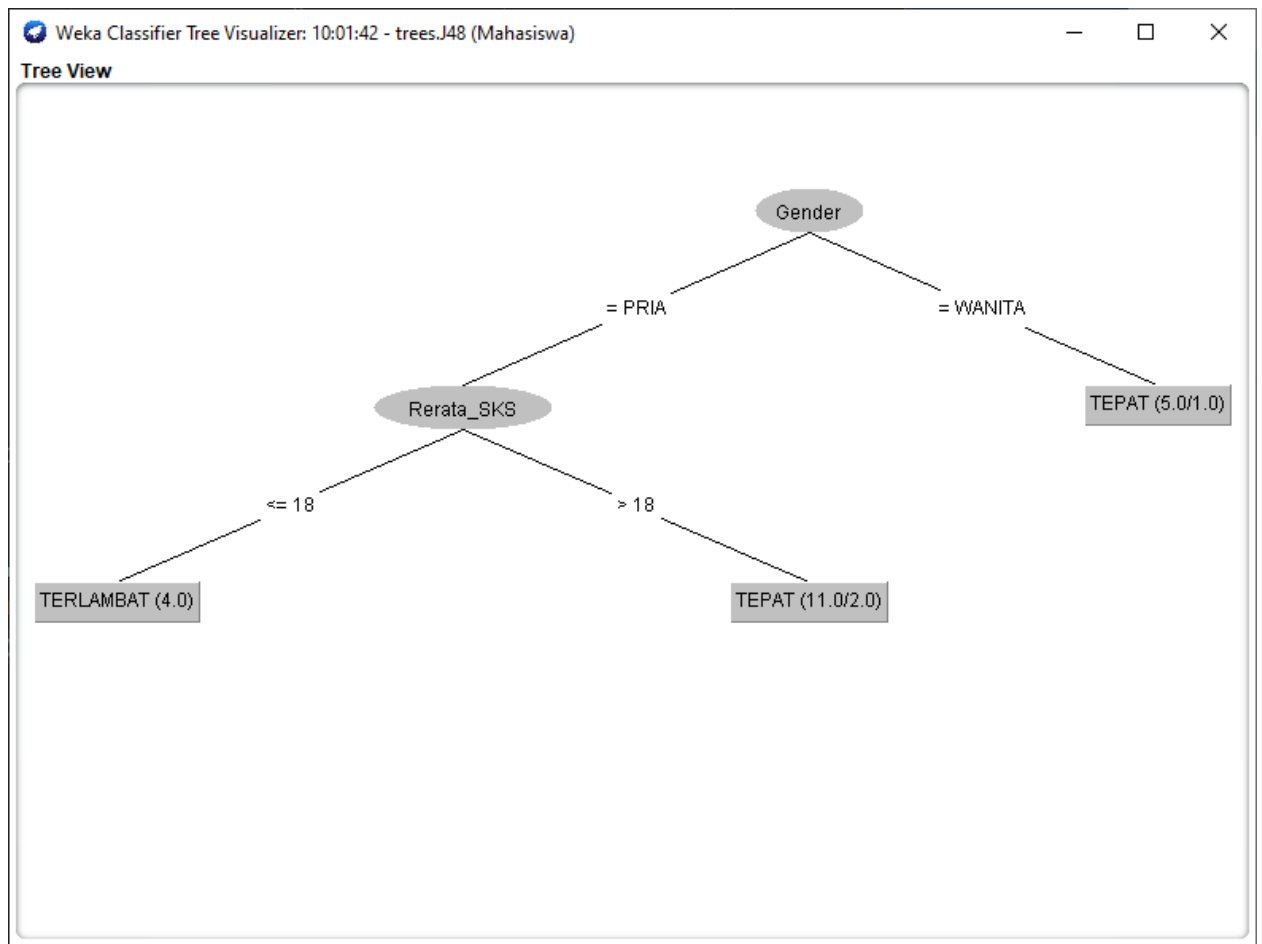 Weka Classifier Tree Visualizer: 10:01:42 - trees.J48 (Mahasiswa)
Tree View
Gender
= PRIA
= WANITA
Rerata_SKS
TEPAT (5.0/1.0)
<= 18
> 18
TERLAMBAT (4.0)
TEPAT (11.0/2.0)